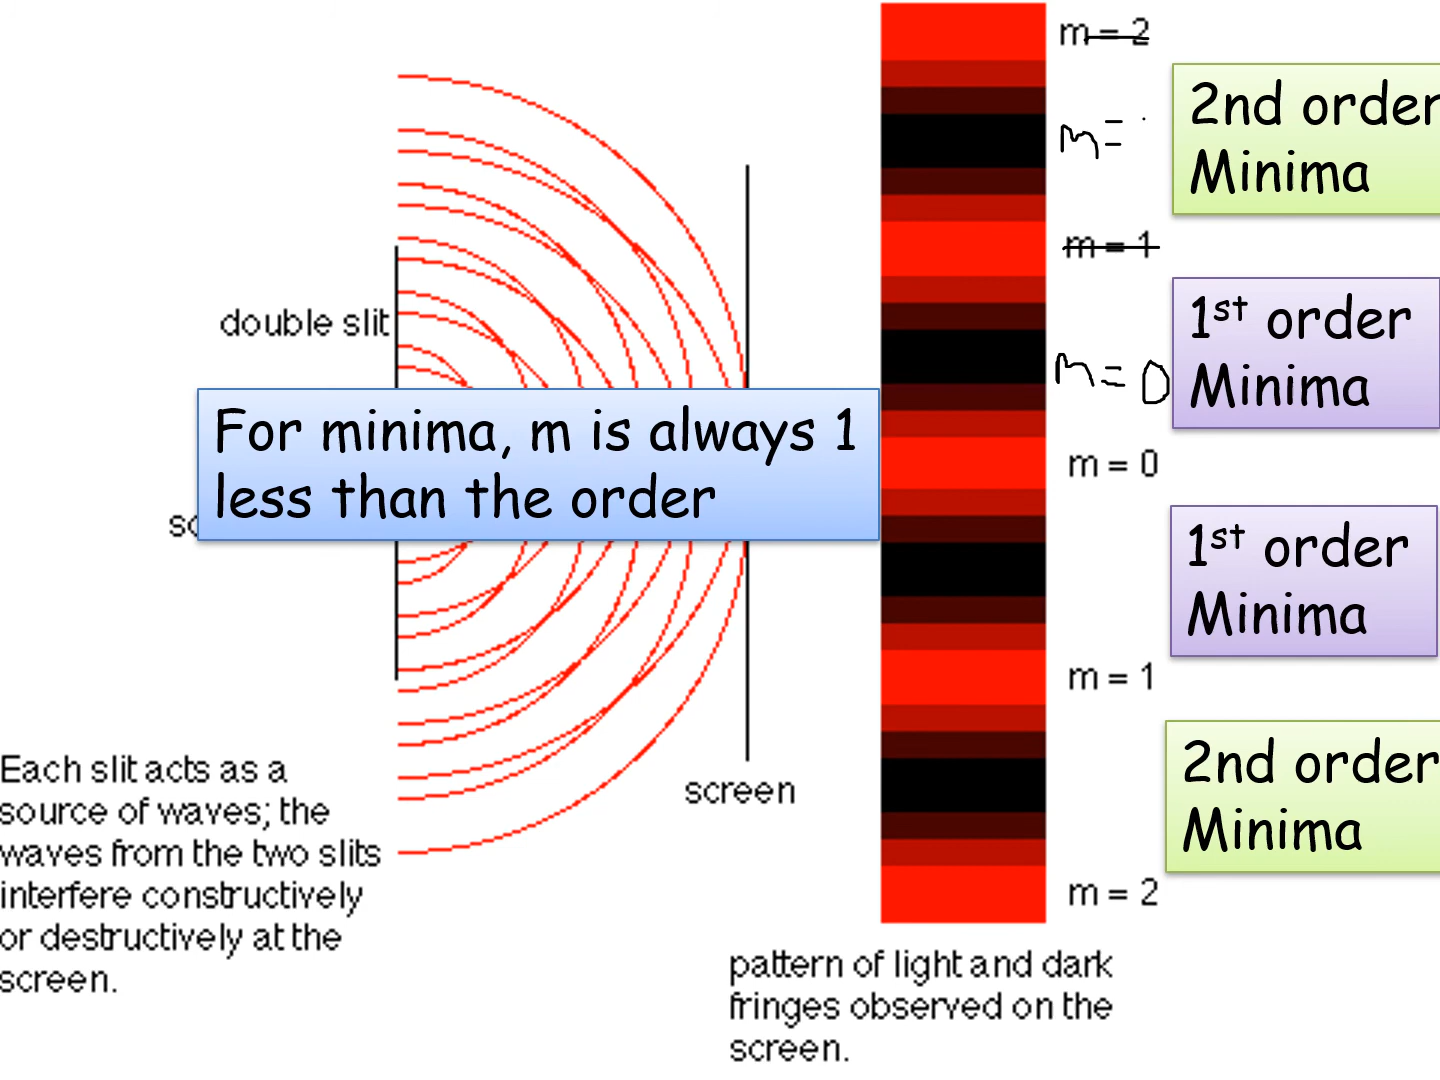 m = 2
2nd order
Minima
m =
m = 1
double slit
1st order
Minima
m = 0
For minima, m is always 1
less than the order
m = 0
1st order
Minima
m = 1
2nd order
Minima
Each slit acts as a
source of waves; the
waves from the two slits
interfere constructively
or destructively at the
screen.
screen
m = 2
pattern of light and dark
fringes observed on the
screen.